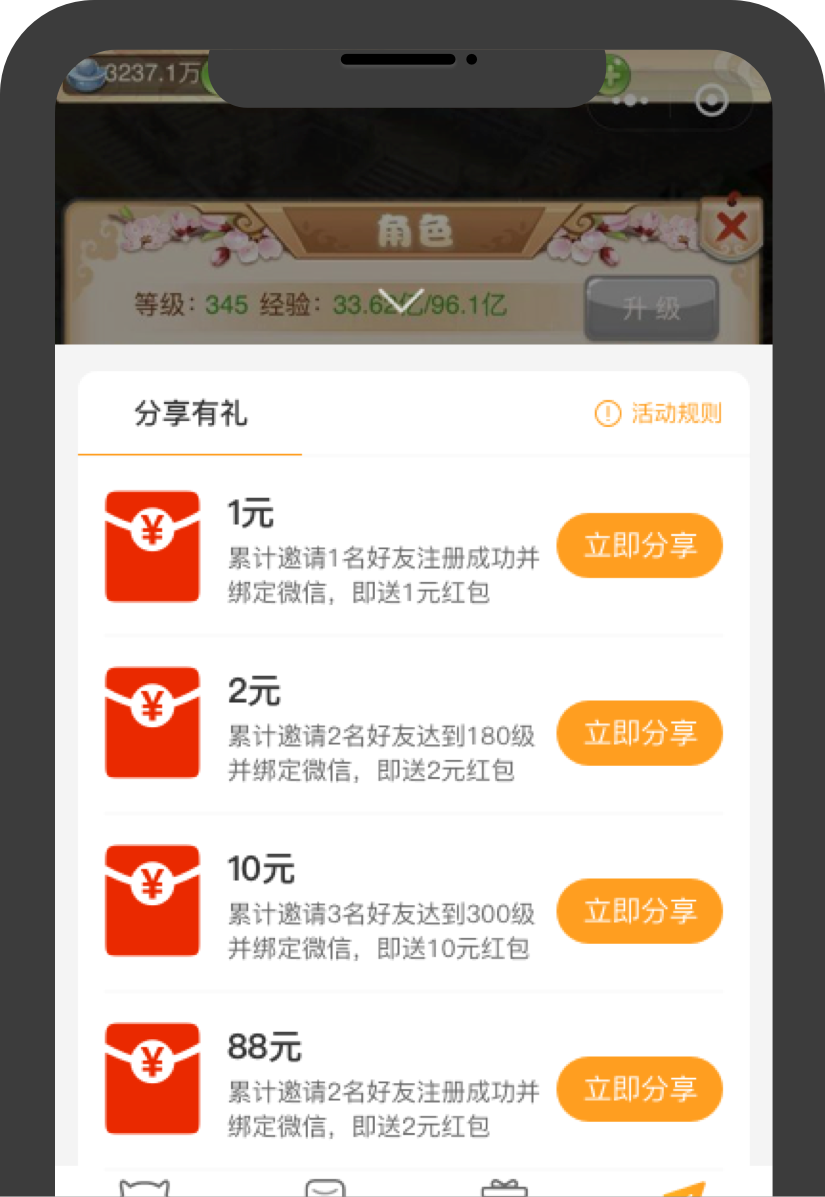 3237.1万
角色
等级：345 经验：33.62亿/96.1亿
升级
分享有礼
活动规则
1元
累计邀请1名好友注册成功并
绑定微信，即送1元红包
立即分享
2元
累计邀请2名好友达到180级
并绑定微信，即送2元红包
立即分享
10元
累计邀请3名好友达到300级
并绑定微信，即送10元红包
立即分享
88元
累计邀请2名好友注册成功并
绑定微信，即送2元红包
立即分享